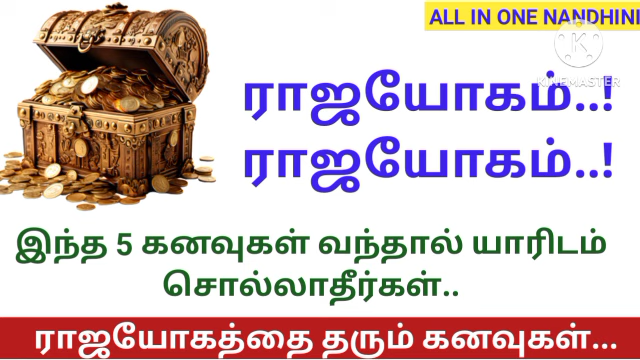 ALL IN ONE NANDHINI
KINEMASTER
ராஜயோகம்..!
ராஜயோகம்..!
இந்த 5 கனவுகள் வந்தால் யாரிடம்
சொல்லாதீர்கள்..
ராஜயோகத்தை தரும் கனவுகள்...